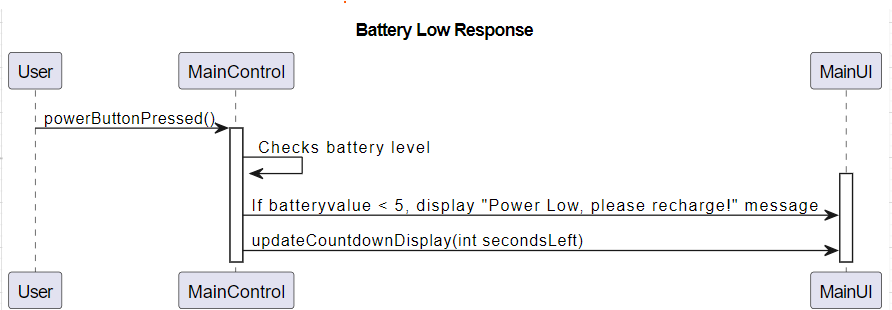 Battery Low Response
User MainControl MainUI
powerButtonPressed()
Checks battery level
If batteryvalue < 5, display "Power Low, please recharge!" message
updateCountdownDisplay(int secondsLeft)
User MainControl MainUI